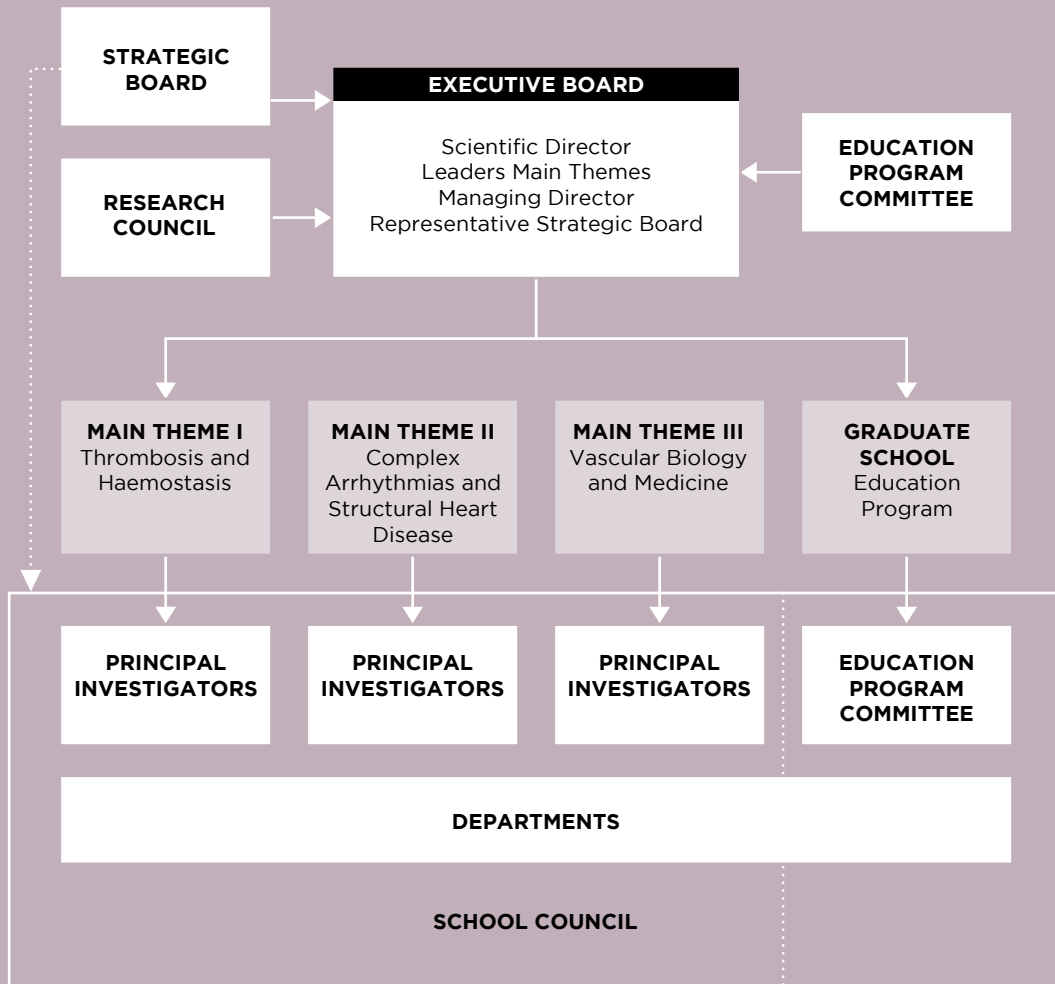 STRATEGIC
BOARD
EXECUTIVE BOARD
Scientific Director
Leaders Main Themes
Managing Director
Representative Strategic Board
EDUCATION
PROGRAM
COMMITTEE
RESEARCH
COUNCIL
MAIN THEME I
Thrombosis and
Haemostasis
MAIN THEME II
Complex
Arrhythmias and
Structural Heart
Disease
MAIN THEME III
Vascular Biology
and Medicine
GRADUATE
SCHOOL
Education
Program
PRINCIPAL
INVESTIGATORS
PRINCIPAL
INVESTIGATORS
PRINCIPAL
INVESTIGATORS
EDUCATION
PROGRAM
COMMITTEE
DEPARTMENTS
SCHOOL COUNCIL